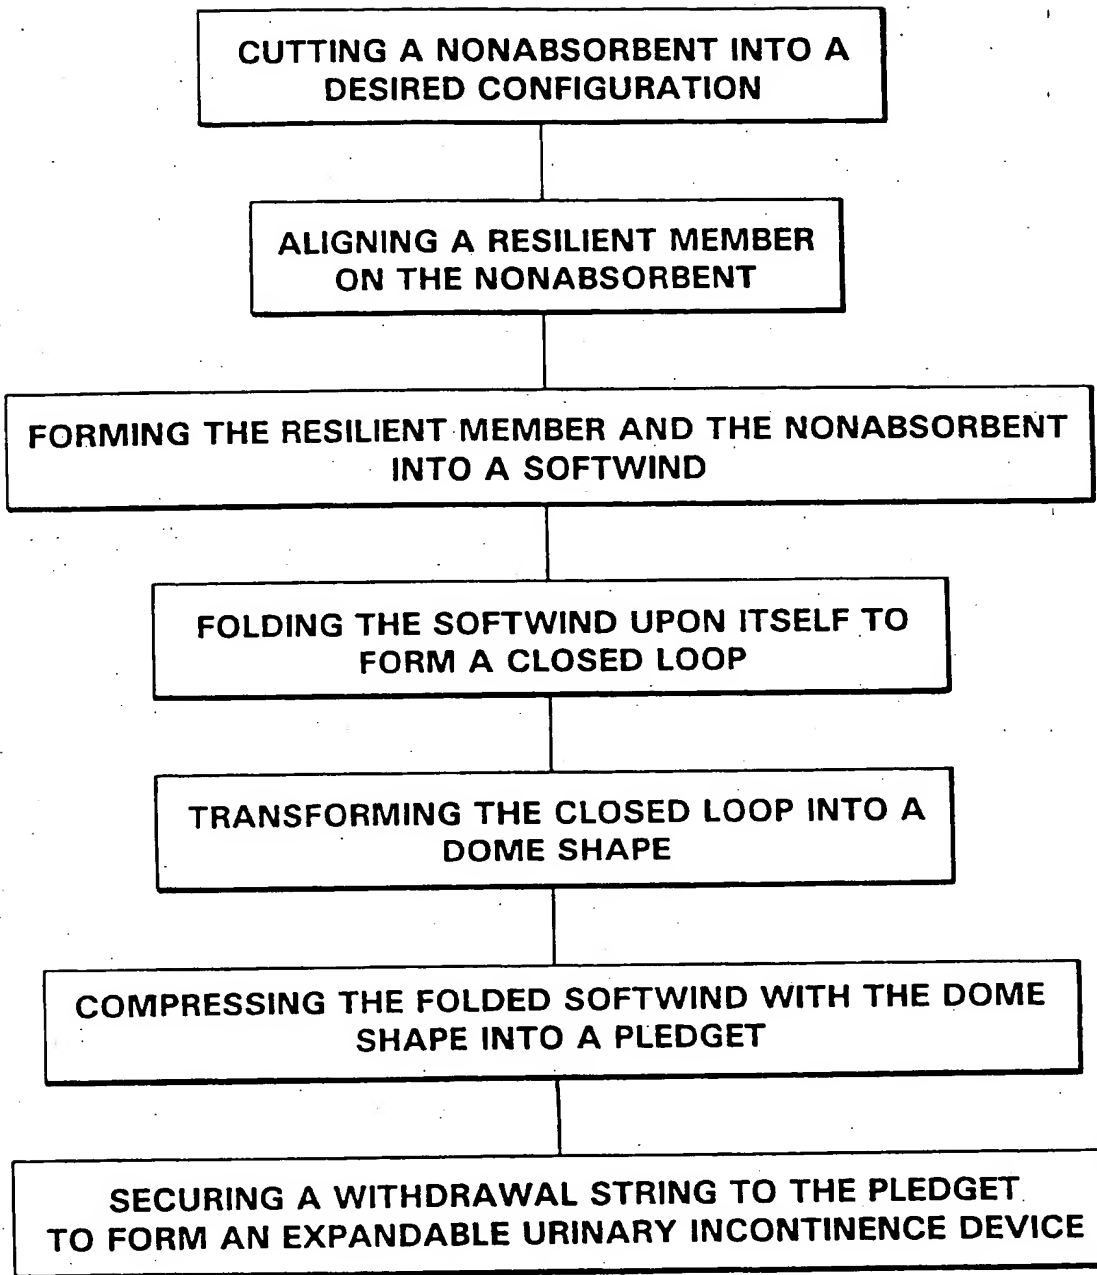 CUTTING A NONABSORBENT INTO A
DESIRED CONFIGURATION
ALIGNING A RESILIENT MEMBER
ON THE NONABSORBENT
FORMING THE RESILIENT MEMBER AND THE NONABSORBENT
INTO A SOFTWIND
FOLDING THE SOFTWIND UPON ITSELF TO
FORM A CLOSED LOOP
TRANSFORMING THE CLOSED LOOP INTO A
DOME SHAPE
COMPRESSING THE FOLDED SOFTWIND WITH THE DOME
SHAPE INTO A PLEDGET
SECURING A WITHDRAWAL STRING TO THE PLEDGET
TO FORM AN EXPANDABLE URINARY INCONTINENCE DEVICE